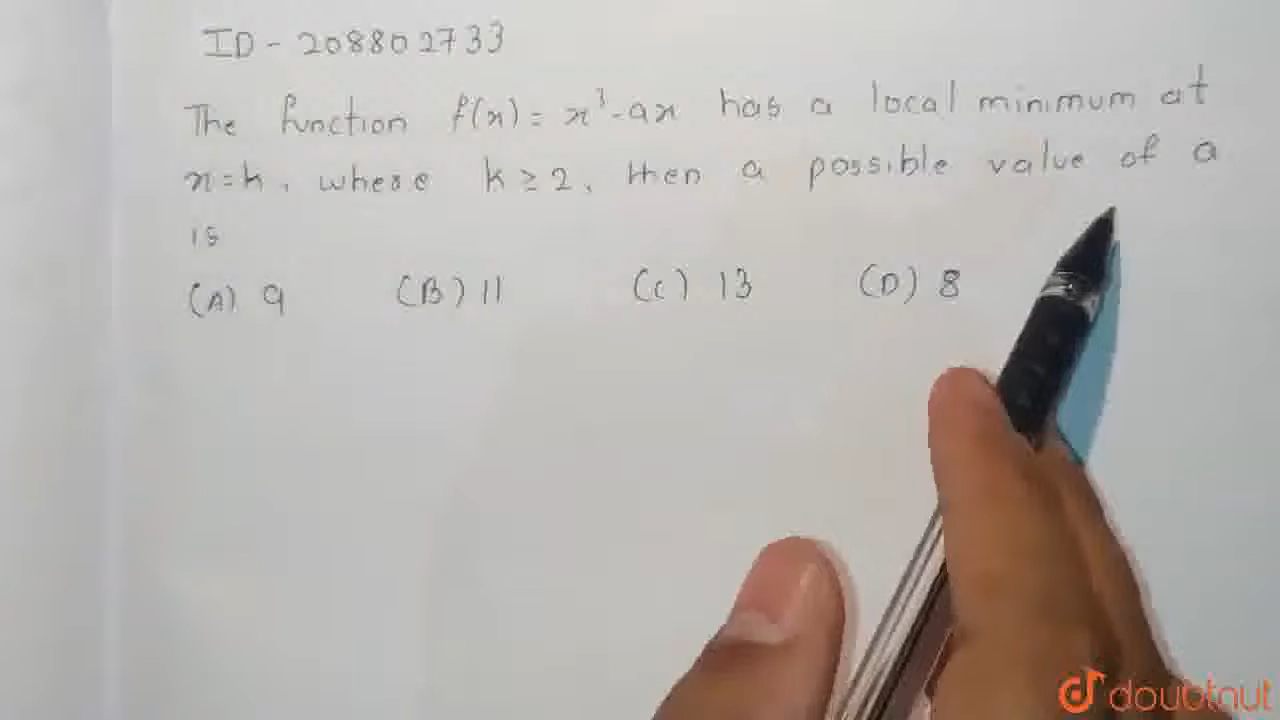 ID - 208802733
The function f(x) = x³ - ax has a local minimum at
x = k, where k ≥ 2, then a possible value of a
is
(A) 9 (B) 11 (C) 13 (D) 8
doubtnut